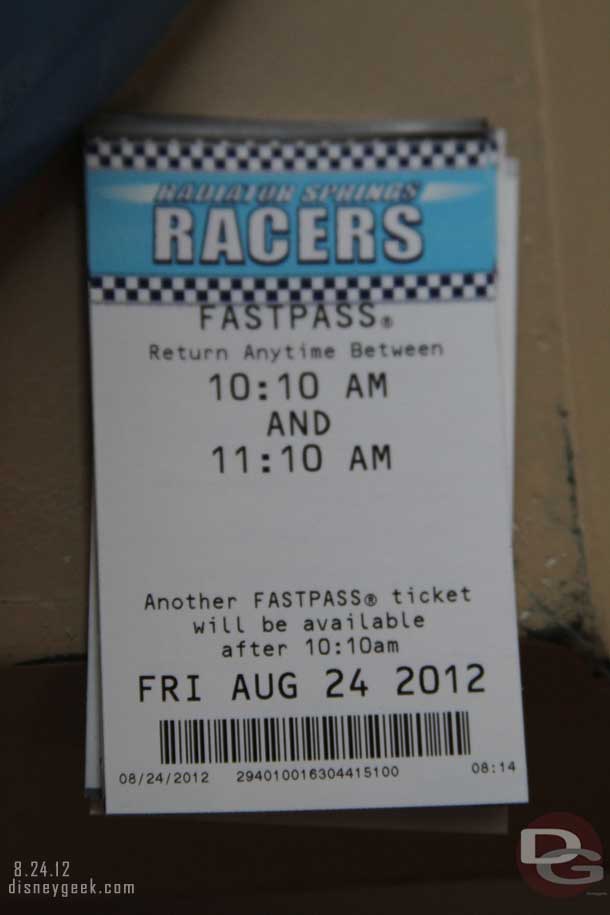 RADIATOR SPRINGS
RACERS
FASTPASS®
Return Anytime Between
10:10 AM
AND
11:10 AM
Another FASTPASS® ticket
will be available
after 10:10am
FRI AUG 24 2012
08/24/2012 294010016304415100 08:14
8.24.12
disneygeek.com
DG